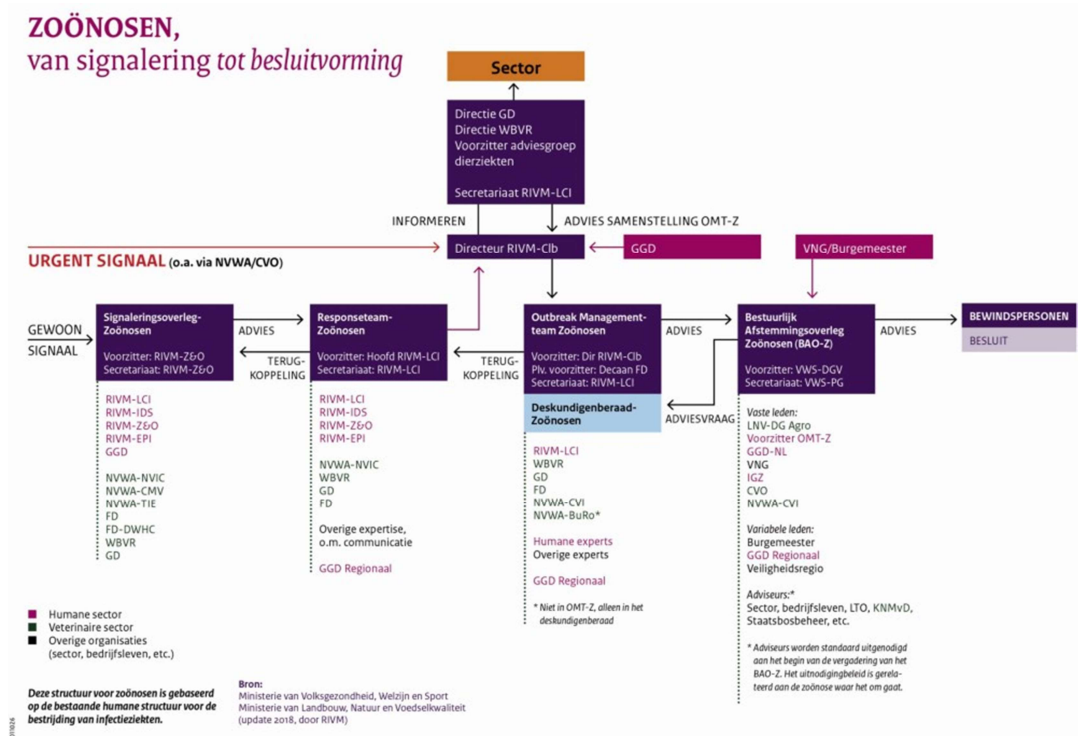 ZOÖNOSEN,
van signalering tot besluitvorming
Sector
Directie GD
Directie WBVR
Voorzitter adviesgroep
dierziekten
Secretariaat RIVM-LCI
INFORMEREN
ADVIES SAMENSTELLING OMT-Z
URGENT SIGNAAL (o.a. via NVWA/CVO)
Directeur RIVM-CIb
GGD
VNG/Burgemeester
GEWOON
SIGNAAL
Signaleringsoverleg-
Zoönosen
Voorzitter: RIVM-Z&O
Secretariaat: RIVM-Z&O
ADVIES
TERUG-
KOPPELING
Responseteam-
Zoönosen
Voorzitter: Hoofd RIVM-LCI
Secretariaat: RIVM-LCI
TERUG-
KOPPELING
Outbreak Management-
team Zoönosen
Voorzitter: Dir RIVM-CIb
Plv. voorzitter: Decaan FD
Secretariaat: RIVM-LCI
Deskundigenberaad-
Zoönosen
ADVIES
ADVIESVRAAG
Bestuurlijk
Afstemmingsoverleg
Zoönosen (BAO-Z)
Voorzitter: VWS-DGV
Secretariaat: VWS-PG
ADVIES
BEWINDSPERSONEN
BESLUIT
RIVM-LCI
RIVM-IDS
RIVM-Z&O
RIVM-EPI
GGD
NVWA-NVIC
NVWA-CMV
NVWA-TIE
FD
FD-DWHC
WBVR
GD
RIVM-LCI
RIVM-IDS
RIVM-Z&O
RIVM-EPI
NVWA-NVIC
WBVR
GD
FD
Overige expertise,
o.m. communicatie
GGD Regionaal
RIVM-LCI
WBVR
GD
FD
NVWA-CVI
NVWA-BuRo*
Humane experts
Overige experts
GGD Regionaal
* Niet in OMT-Z, alleen in het
deskundigenberaad
Vaste leden:
LNV-DG Agro
Voorzitter OMT-Z
GGD-NL
VNG
IGZ
CVO
NVWA-CVI
Variabele leden:
Burgemeester
GGD Regionaal
Veiligheidsregio
Adviseurs:*
Sector, bedrijfsleven, LTO, KNMvD,
Staatsbosbeheer, etc.
* Adviseurs worden standaard uitgenodigd
aan het begin van de vergadering van het
BAO-Z. Het uitnodigingbeleid is gerela-
teerd aan de zoönose waar het om gaat.
Humane sector
Veterinaire sector
Overige organisaties
(sector, bedrijfsleven, etc.)
Deze structuur voor zoönosen is gebaseerd
op de bestaande humane structuur voor de
bestrijding van infectieziekten.
Bron:
Ministerie van Volksgezondheid, Welzijn en Sport
Ministerie van Landbouw, Natuur en Voedselkwaliteit
(update 2018, door RIVM)